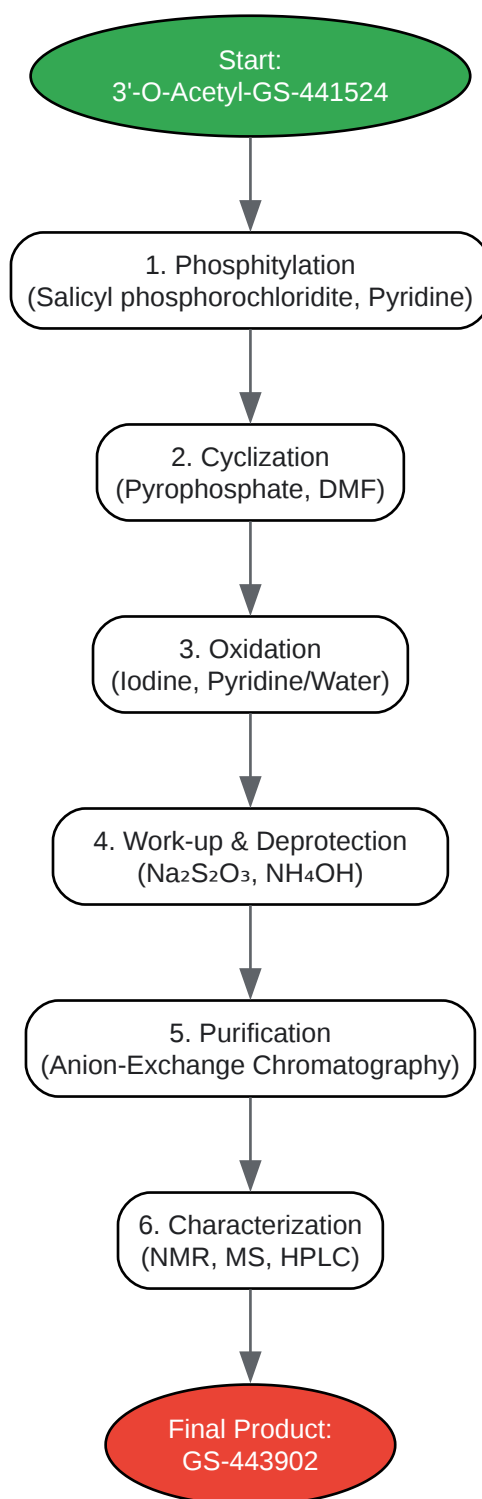 Start:
3'-O-Acetyl-GS-441524
1. Phosphitylation
(Salicyl phosphorochloridite, Pyridine)
2. Cyclization
(Pyrophosphate, DMF)
3. Oxidation
(Iodine, Pyridine/Water)
4. Work-up & Deprotection
(Na₂S₂O₃, NH₄OH)
5. Purification
(Anion-Exchange Chromatography)
6. Characterization
(NMR, MS, HPLC)
Final Product:
GS-443902